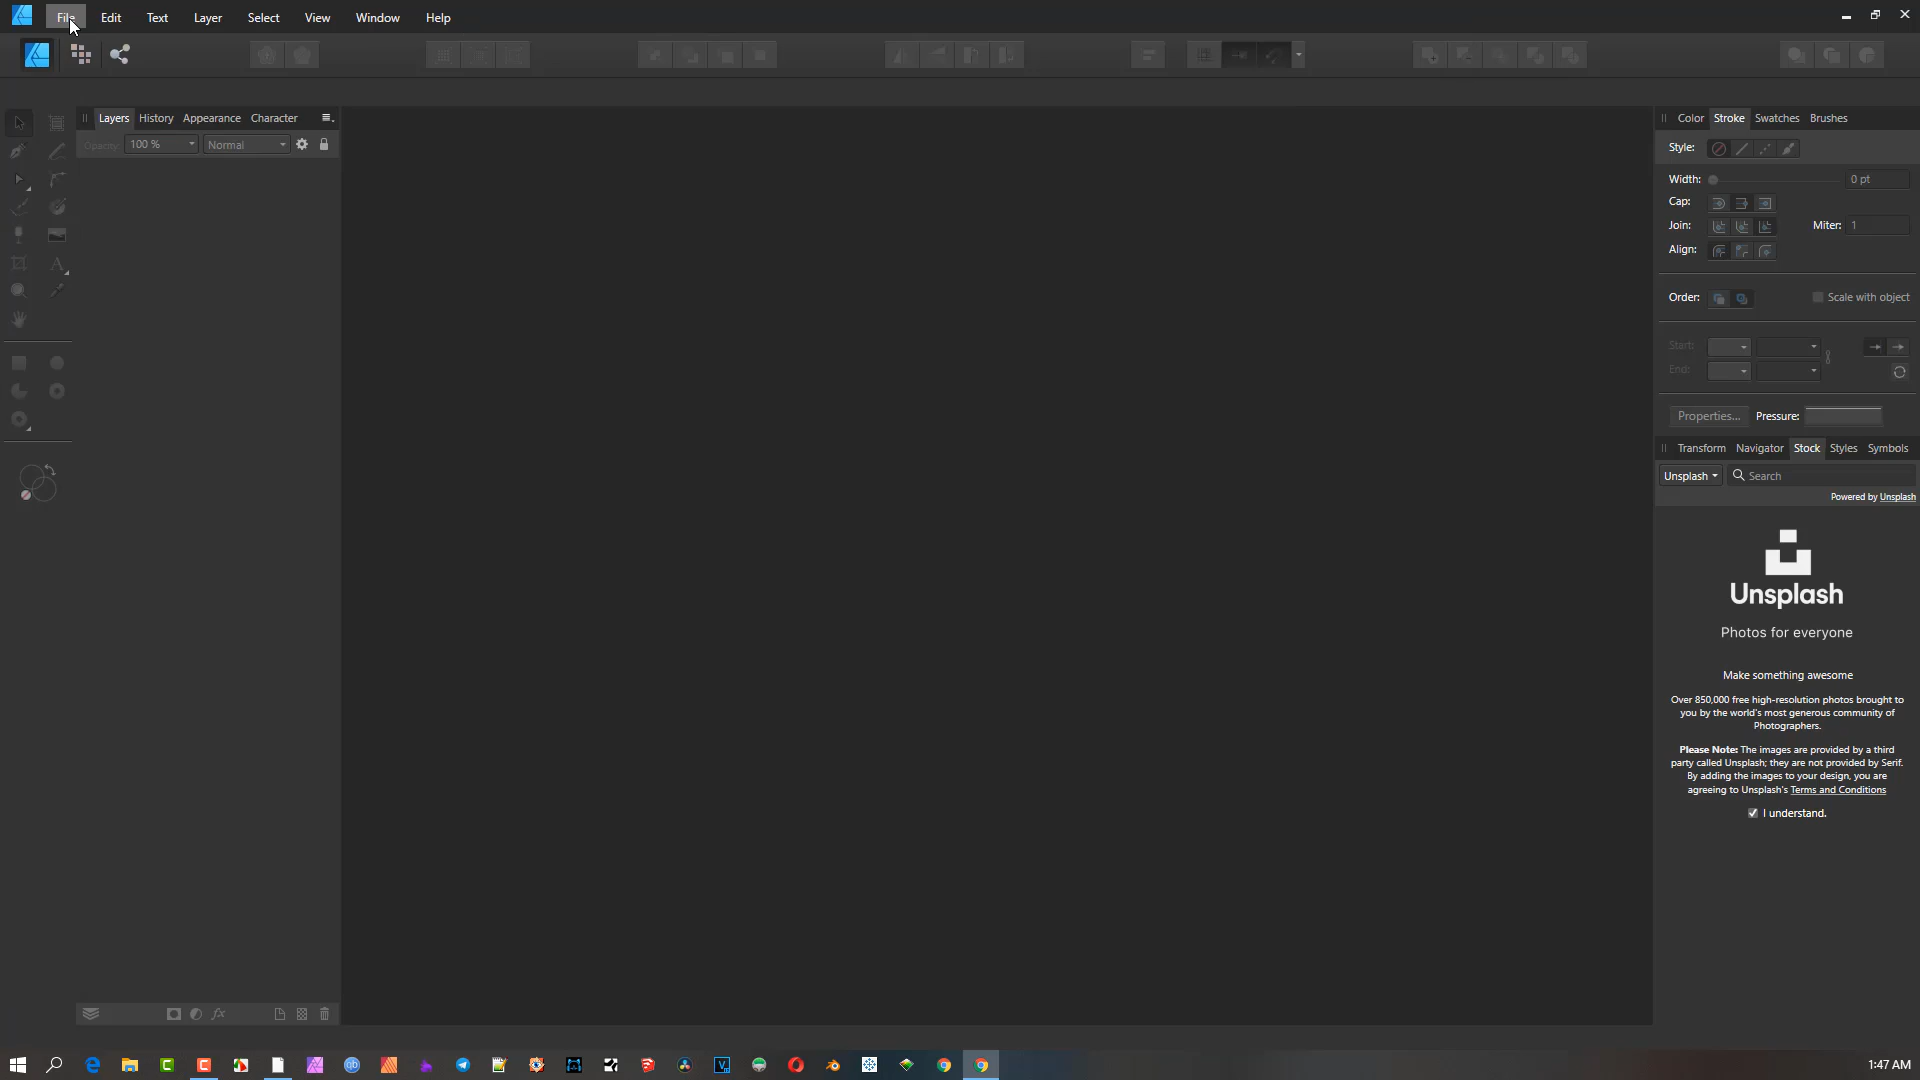 File Edit Text Layer Select View Window Help
Layers History Appearance Character
Opacity: 100 % Normal
Color Stroke Swatches Brushes
Style:
Width: 0 pt
Cap:
Join: Miter: 1
Align:
Order: Scale with object
Start:
End:
Properties... Pressure:
Transform Navigator Stock Styles Symbols
Unsplash Search
Powered by Unsplash
Unsplash
Photos for everyone
Make something awesome
Over 850,000 free high-resolution photos brought to
you by the world's most generous community of
Photographers.
Please Note: The images are provided by a third
party called Unsplash; they are not provided by Serif.
By adding the images to your design, you are
agreeing to Unsplash's Terms and Conditions
I understand.
1:47 AM